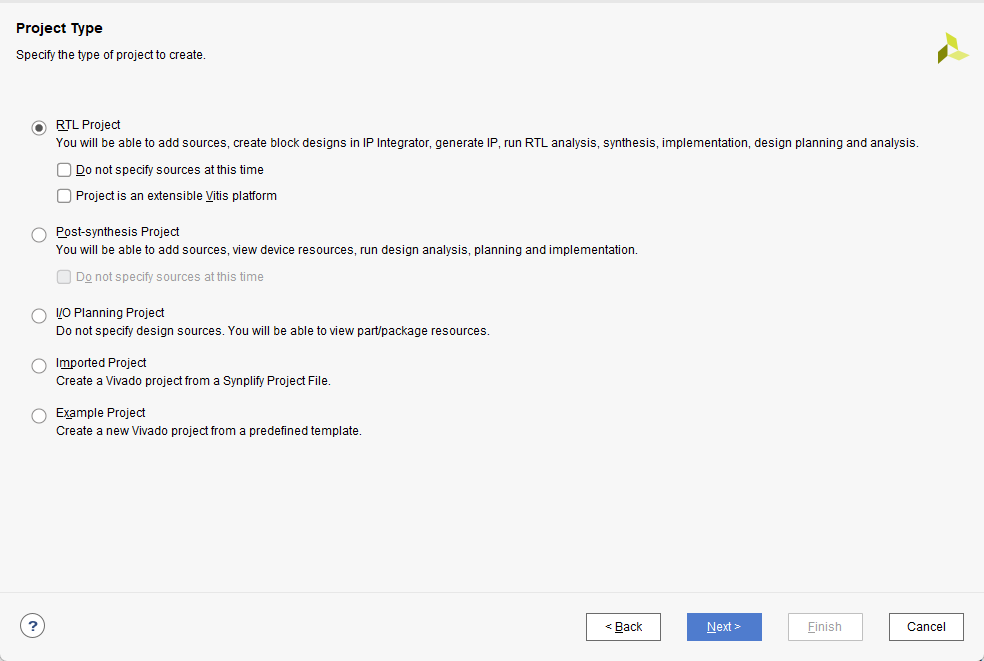 Project Type
Specify the type of project to create.
RTL Project
You will be able to add sources, create block designs in IP Integrator, generate IP, run RTL analysis, synthesis, implementation, design planning and analysis.
Do not specify sources at this time
Project is an extensible Vitis platform
Post-synthesis Project
You will be able to add sources, view device resources, run design analysis, planning and implementation.
Do not specify sources at this time
I/O Planning Project
Do not specify design sources. You will be able to view part/package resources.
Imported Project
Create a Vivado project from a Synplify Project File.
Example Project
Create a new Vivado project from a predefined template.
? < Back Next > Finish Cancel